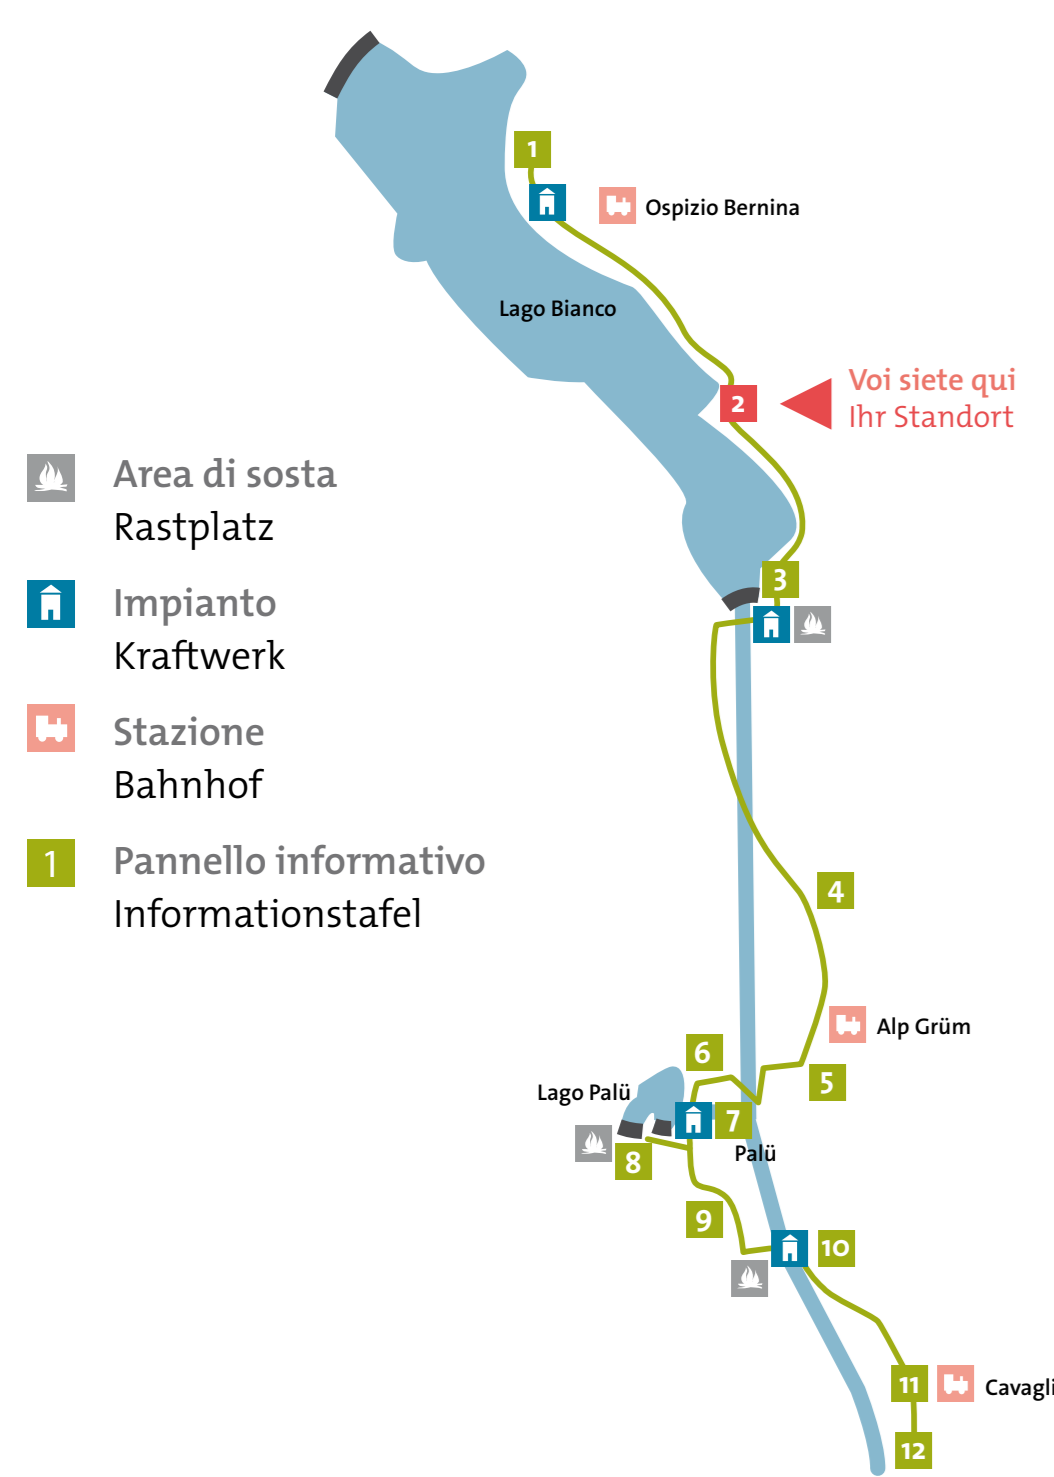 1
Ospizio Bernina
Lago Bianco
Voi siete qui
2
Ihr Standort
Area di sosta
Rastplatz
3
Impianto
Kraftwerk
Stazione
Bahnhof
1
Pannello informativo
4
Informationstafel
Alp Grüm
6
5
Lago Palü
7
Palü
8
9
10
11
Cavagli
12